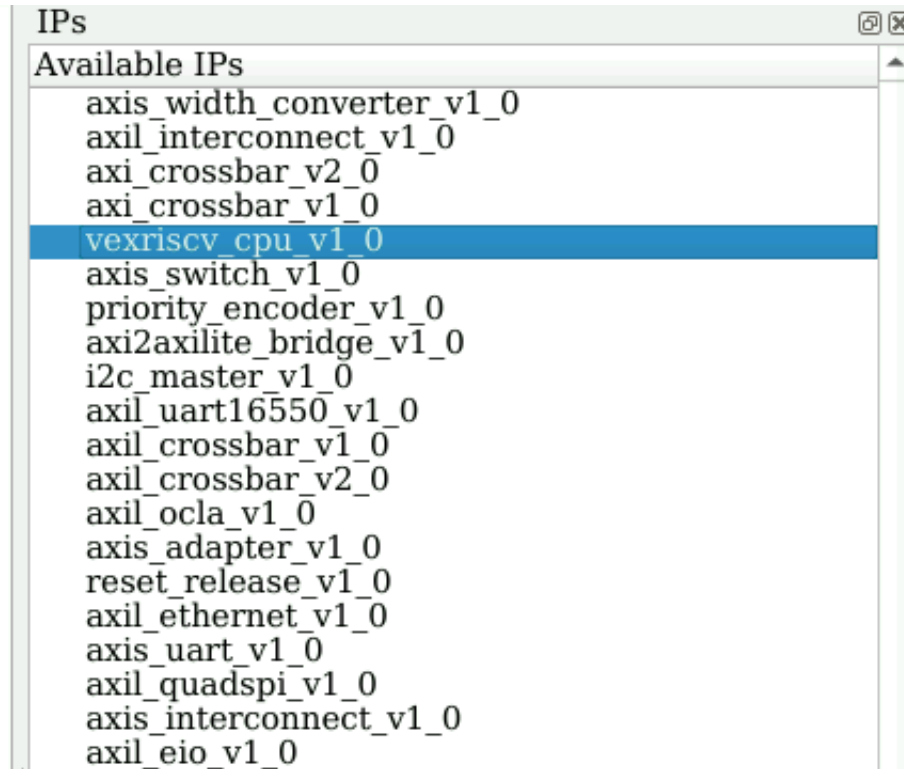 IPs
Available IPs
axis_width_converter_v1_0
axil_interconnect_v1_0
axi_crossbar_v2_0
axi_crossbar_v1_0
vexriscv_cpu_v1_0
axis_switch_v1_0
priority_encoder_v1_0
axi2axilite_bridge_v1_0
i2c_master_v1_0
axil_uart16550_v1_0
axil_crossbar_v1_0
axil_crossbar_v2_0
axil_ocla_v1_0
axis_adapter_v1_0
reset_release_v1_0
axil_ethernet_v1_0
axis_uart_v1_0
axil_quadspi_v1_0
axis_interconnect_v1_0
axil_eio_v1_0